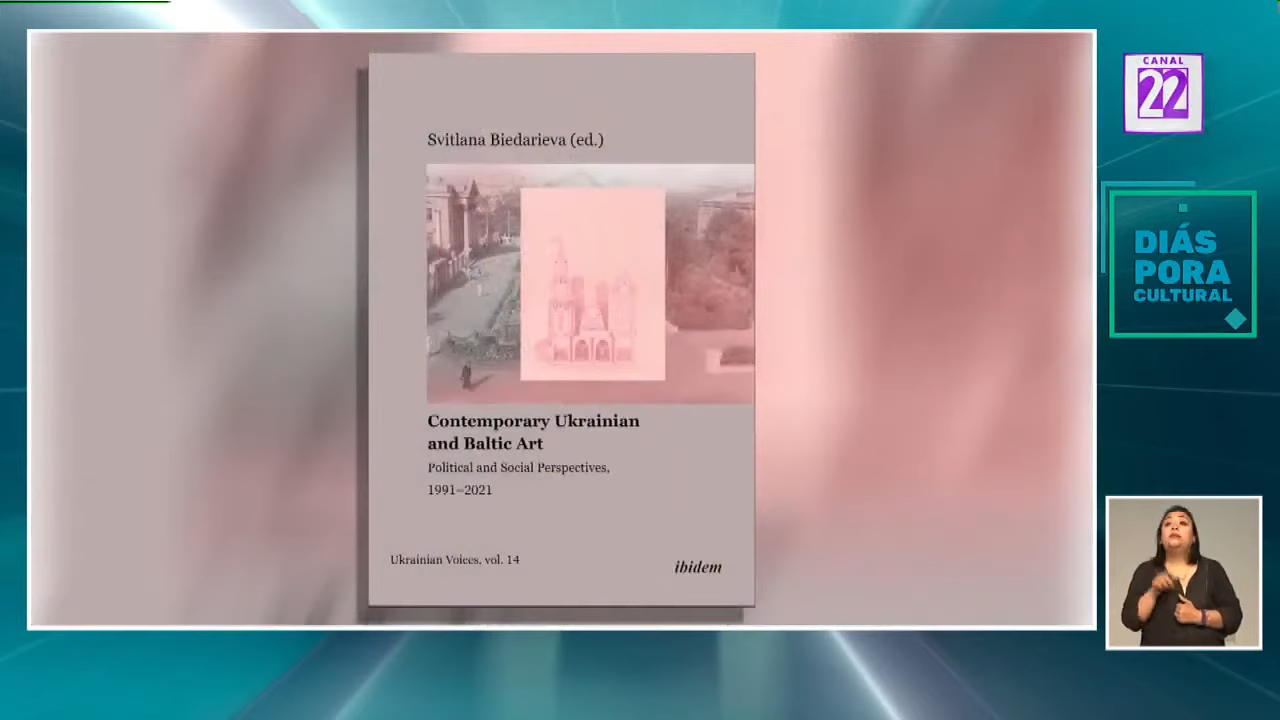 Svitlana Biedarieva (ed.)
Contemporary Ukrainian
and Baltic Art
Political and Social Perspectives,
1991–2021
Ukrainian Voices, vol. 14
ibidem
CANAL
22
DIÁS
PORA
CULTURAL